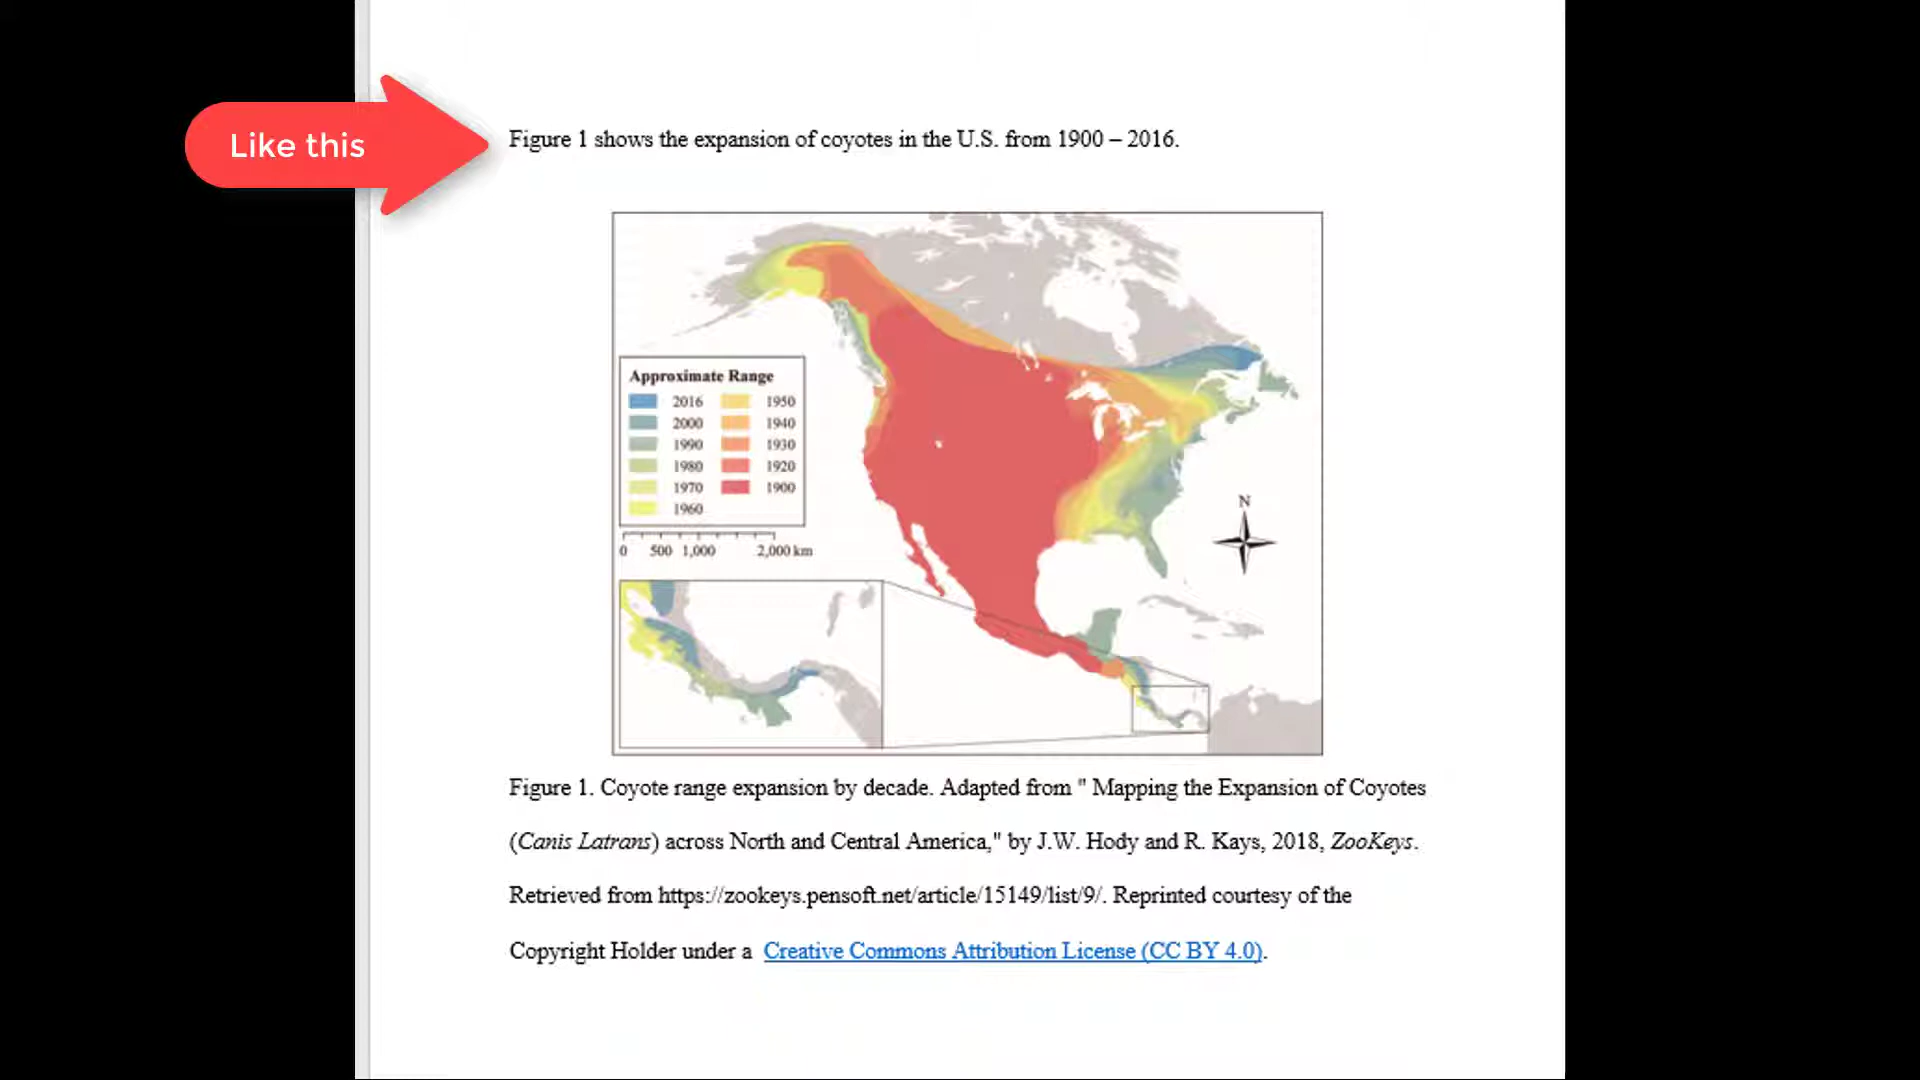 Like this
Figure 1 shows the expansion of coyotes in the U.S. from 1900 – 2016.
Approximate Range
2016 1950
2000 1940
1990 1930
1980 1920
1970 1900
1960
0 500 1,000 2,000 km
N
Figure 1. Coyote range expansion by decade. Adapted from " Mapping the Expansion of Coyotes
(Canis Latrans) across North and Central America," by J.W. Hody and R. Kays, 2018, ZooKeys.
Retrieved from https://zookeys.pensoft.net/article/15149/list/9/. Reprinted courtesy of the
Copyright Holder under a Creative Commons Attribution License (CC BY 4.0).